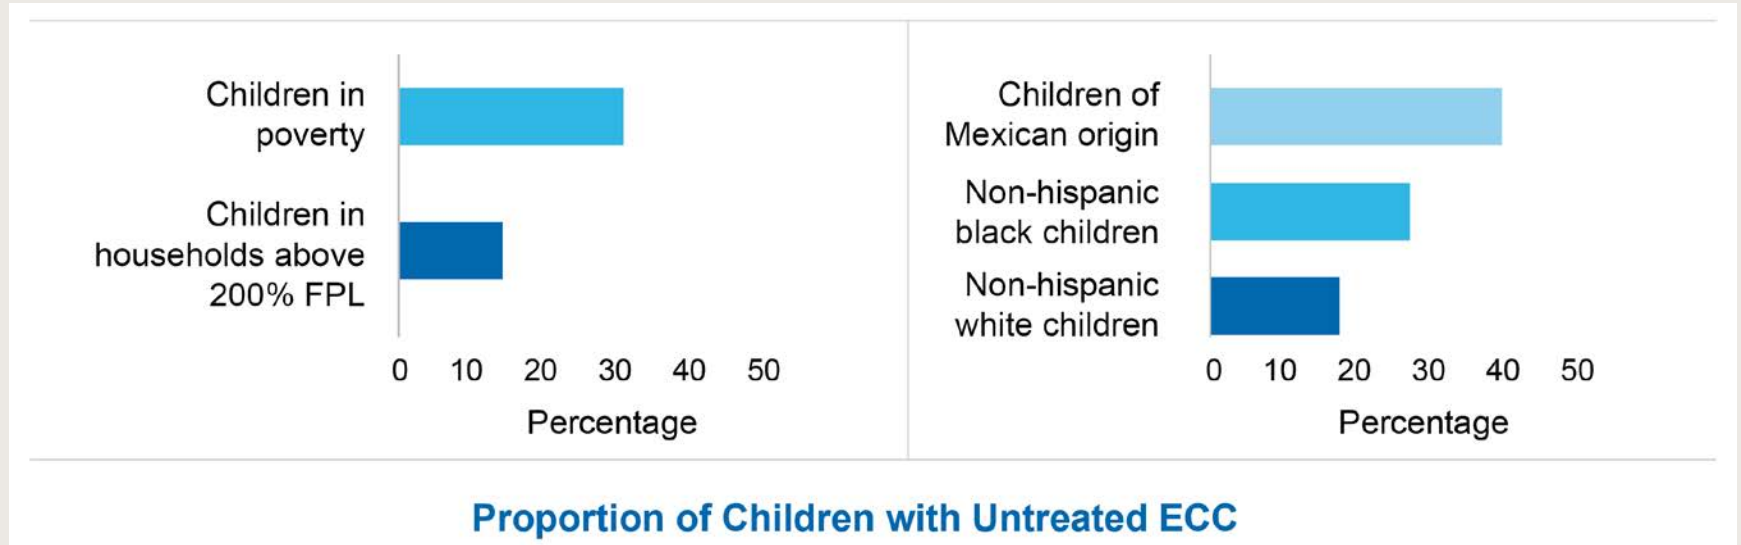 Children in
poverty
Children in
households above
200% FPL
0 10 20 30 40 50
Percentage
Children of
Mexican origin
Non-hispanic
black children
Non-hispanic
white children
0 10 20 30 40 50
Percentage
Proportion of Children with Untreated ECC